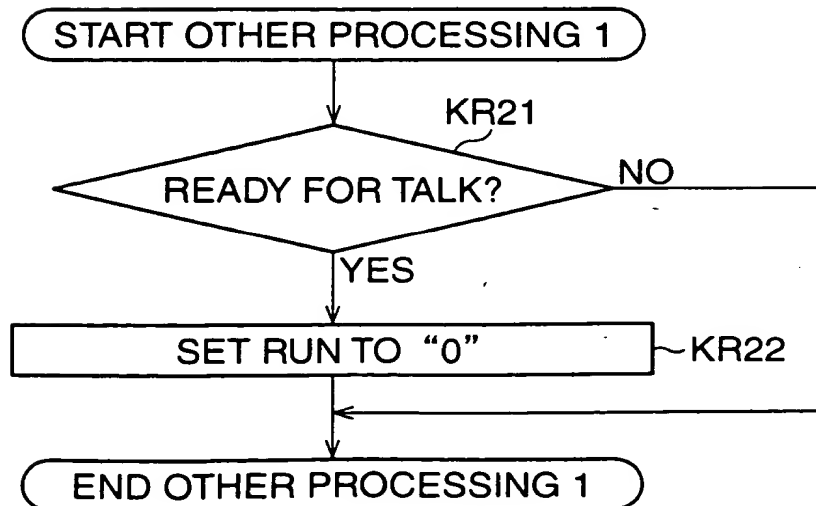 START OTHER PROCESSING 1
KR21
READY FOR TALK?
NO
YES
SET RUN TO “0”
KR22
END OTHER PROCESSING 1